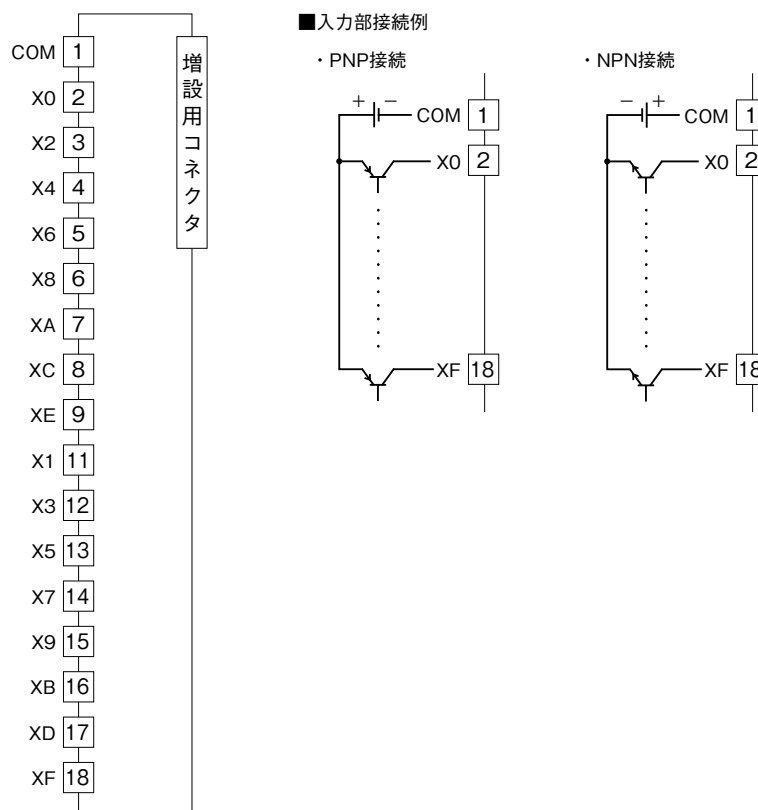 COM 1
X0 2
X2 3
X4 4
X6 5
X8 6
XA 7
XC 8
XE 9
X1 11
X3 12
X5 13
X7 14
X9 15
XB 16
XD 17
XF 18
増設用コネクタ
■入力部接続例
・PNP接続
+ −
COM 1
X0 2
XF 18
・NPN接続
− +
COM 1
X0 2
XF 18